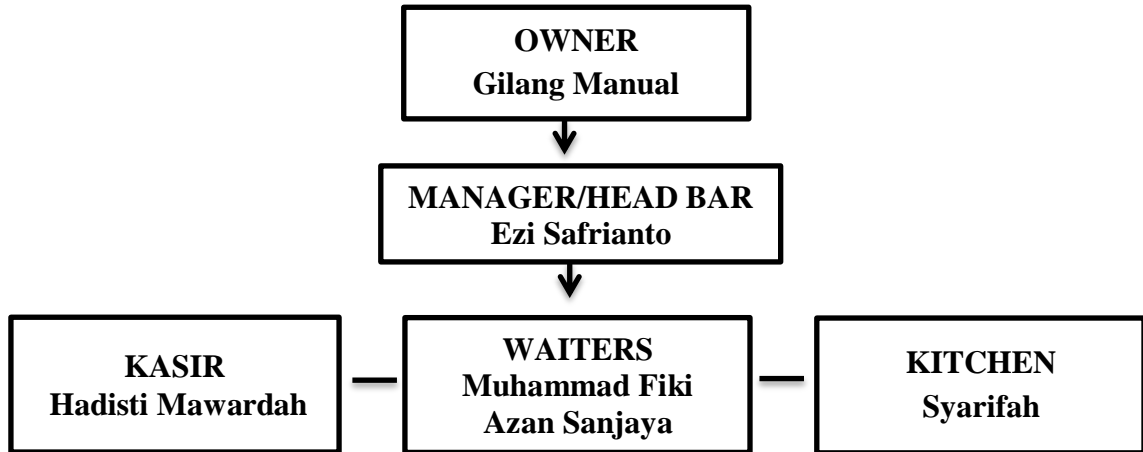 OWNER
Gilang Manual
MANAGER/HEAD BAR
Ezi Safrianto
KASIR
Hadisti Mawardah
WAITERS
Muhammad Fiki
Azan Sanjaya
KITCHEN
Syarifah